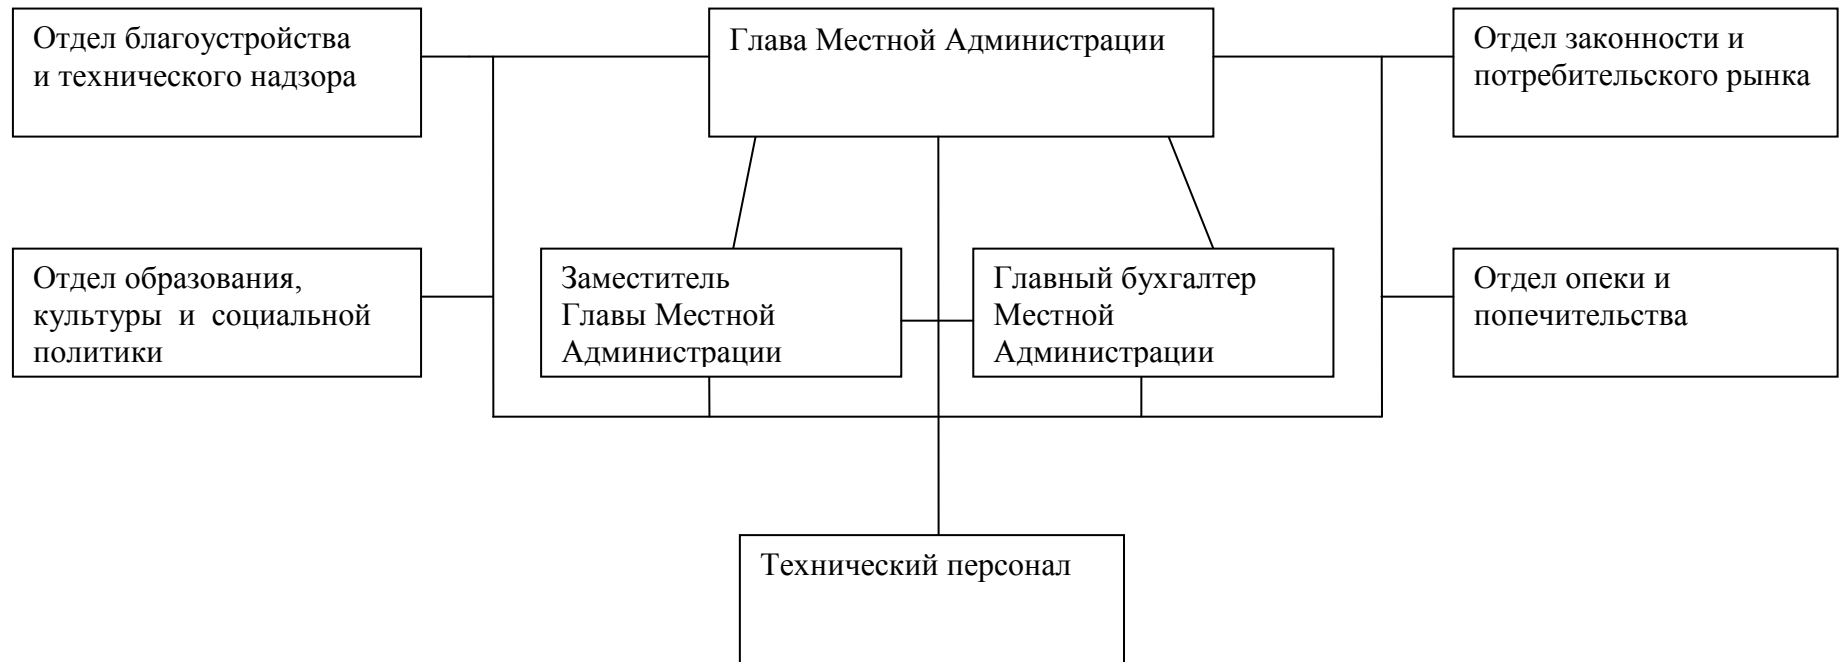 Отдел благоустройства
и технического надзора
Глава Местной Администрации
Отдел законности и
потребительского рынка
Отдел образования,
культуры и социальной
политики
Заместитель
Главы Местной
Администрации
Главный бухгалтер
Местной
Администрации
Отдел опеки и
попечительства
Технический персонал